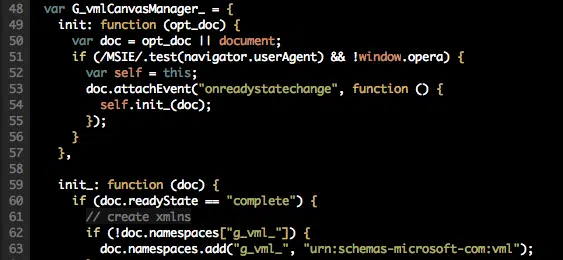 48 var G_vmlCanvasManager_ = {
49 init: function (opt_doc) {
50 var doc = opt_doc || document;
51 if (/MSIE/.test(navigator.userAgent) && !window.opera) {
52 var self = this;
53 doc.attachEvent("onreadystatechange", function () {
54 self.init_(doc);
55 });
56 }
57 },
58
59 init_: function (doc) {
60 if (doc.readyState == "complete") {
61 // create xmlns
62 if (!doc.namespaces["g_vml_"]) {
63 doc.namespaces.add("g_vml_", "urn:schemas-microsoft-com:vml");